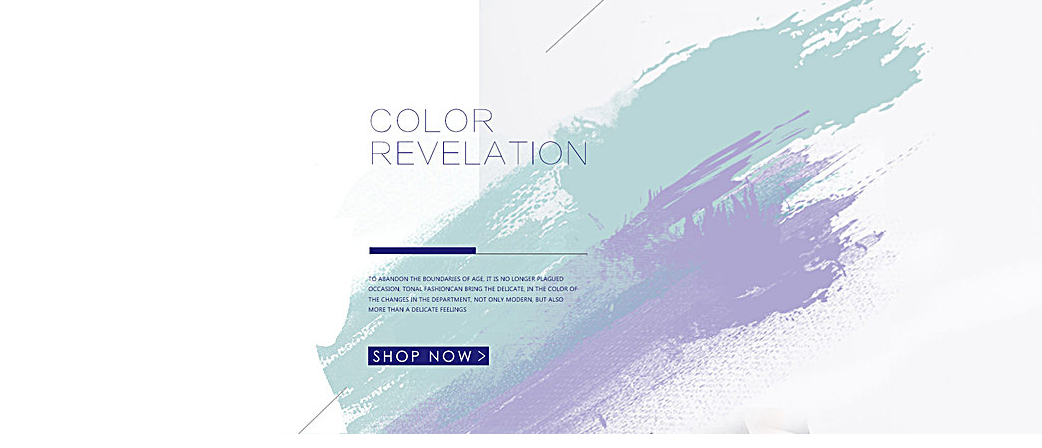 COLOR
REVELATION
TO ABANDON THE BOUNDARIES OF AGE, IT IS NO LONGER PLAGUED
OCCASION, TONAL FASHIONCAN BRING THE DELICATE, IN THE COLOR OF
THE CHANGES IN THE DEPARTMENT, NOT ONLY MODERN, BUT ALSO
MORE THAN A DELICATE FEELINGS
SHOP NOW >